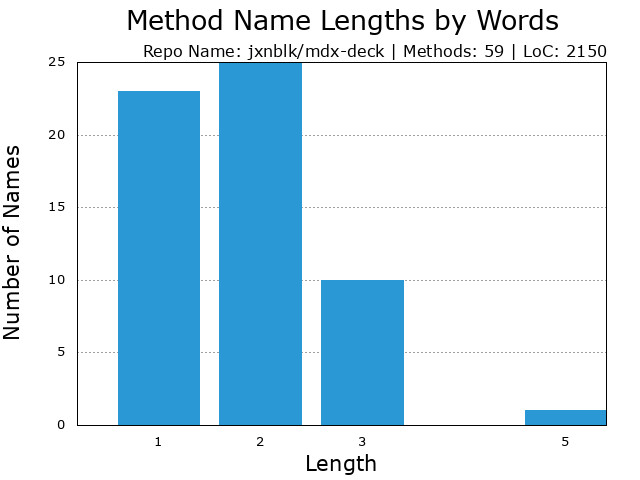 Method Name Lengths by Words
Repo Name: jxnblk/mdx-deck | Methods: 59 | LoC: 2150
Number of Names
25
20
15
10
5
0
1 2 3 5
Length